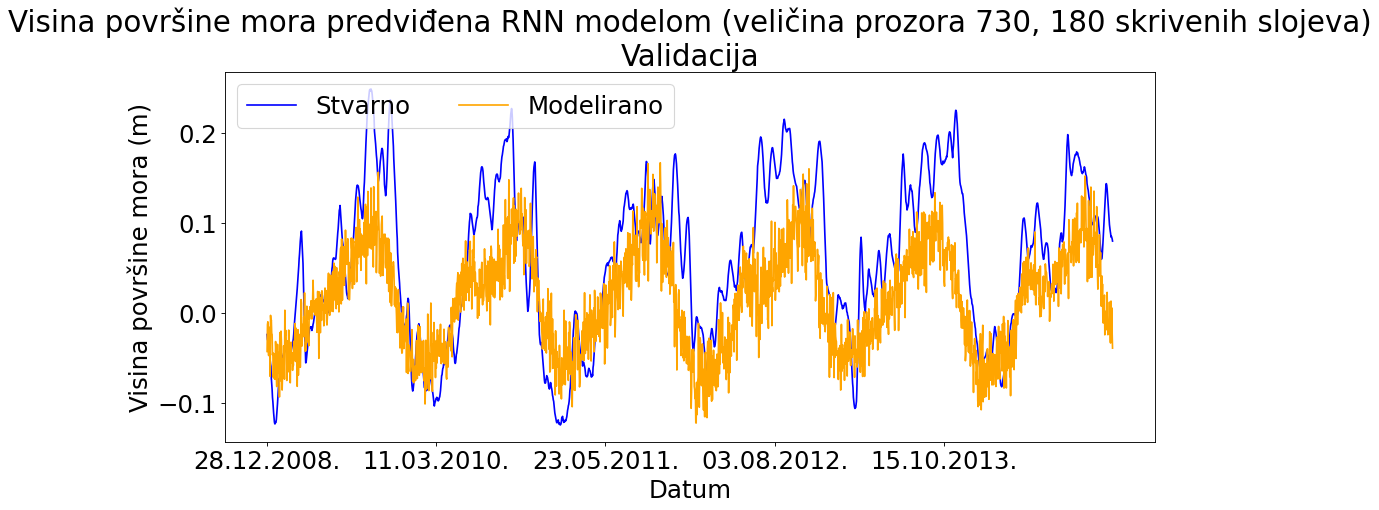 Visina površine mora predviđena RNN modelom (veličina prozora 730, 180 skrivenih slojeva)
Validacija
Stvarno
Modelirano
Visina površine mora (m)
0.2
0.1
0.0
−0.1
28.12.2008.
11.03.2010.
23.05.2011.
03.08.2012.
15.10.2013.
Datum